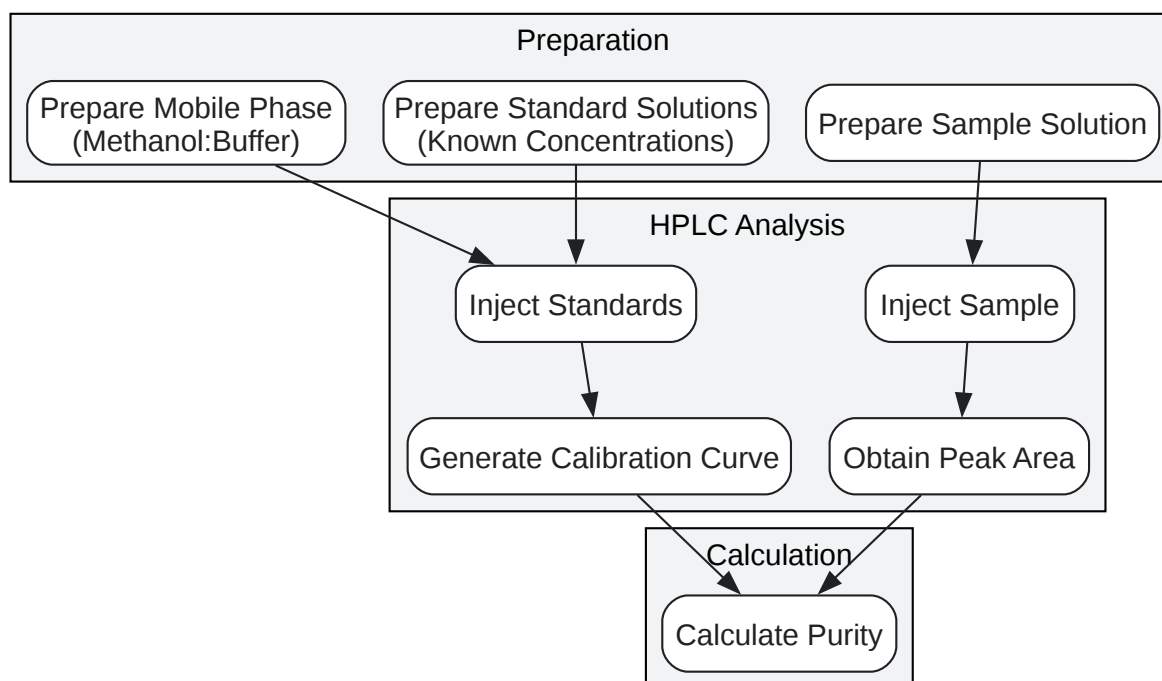 Preparation
Prepare Mobile Phase
(Methanol:Buffer)
Prepare Standard Solutions
(Known Concentrations)
Prepare Sample Solution
HPLC Analysis
Inject Standards
Inject Sample
Generate Calibration Curve
Obtain Peak Area
Calculation
Calculate Purity